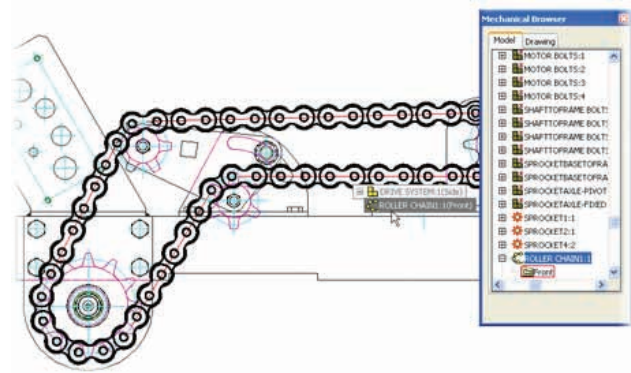 Mechanical Browser
Model Drawing
MOTOR BOLTS:1
MOTOR BOLTS:2
MOTOR BOLTS:3
MOTOR BOLTS:4
SHAFTTOFRAME BOLT:
SHAFTTOFRAME BOLT:
SHAFTTOFRAME BOLT:
SHAFTTOFRAME BOLT:
SPROCKETBASETOFRA
SPROCKETBASETOFRA
SPROCKETAXLE-PIVOT
SPROCKETAXLE-FIXED
SPROCKET1:1
SPROCKET2:1
SPROCKET4:2
ROLLER CHAIN1:1
Front
DRIVE SYSTEM:1(Side)
ROLLER CHAIN1:1(Front)